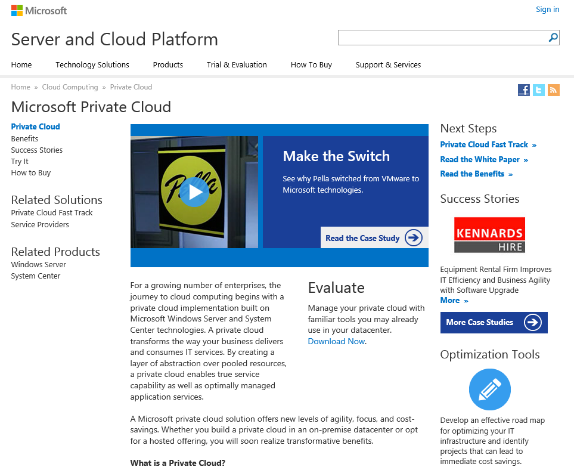 Microsoft
Sign in
Server and Cloud Platform
Home Technology Solutions Products Trial & Evaluation How To Buy Support & Services
Home » Cloud Computing » Private Cloud
Microsoft Private Cloud
Private Cloud
Benefits
Success Stories
Try It
How to Buy
Related Solutions
Private Cloud Fast Track
Service Providers
Related Products
Windows Server
System Center
Pella
Make the Switch
See why Pella switched from VMware to
Microsoft technologies.
Read the Case Study
For a growing number of enterprises, the
journey to cloud computing begins with a
private cloud implementation built on
Microsoft Windows Server and System
Center technologies. A private cloud
transforms the way your business delivers
and consumes IT services. By creating a
layer of abstraction over pooled resources,
a private cloud enables true service
capability as well as optimally managed
application services.
Evaluate
Manage your private cloud with
familiar tools you may already
use in your datacenter.
Download Now.
A Microsoft private cloud solution offers new levels of agility, focus, and cost-
savings. Whether you build a private cloud in an on-premise datacenter or opt
for a hosted offering, you will soon realize transformative benefits.
What is a Private Cloud?
Next Steps
Private Cloud Fast Track »
Read the White Paper »
Read the Benefits »
Success Stories
KENNARDS
HIRE
Equipment Rental Firm Improves
IT Efficiency and Business Agility
with Software Upgrade
More »
More Case Studies
Optimization Tools
Develop an effective road map
for optimizing your IT
infrastructure and identify
projects that can lead to
immediate cost savings.